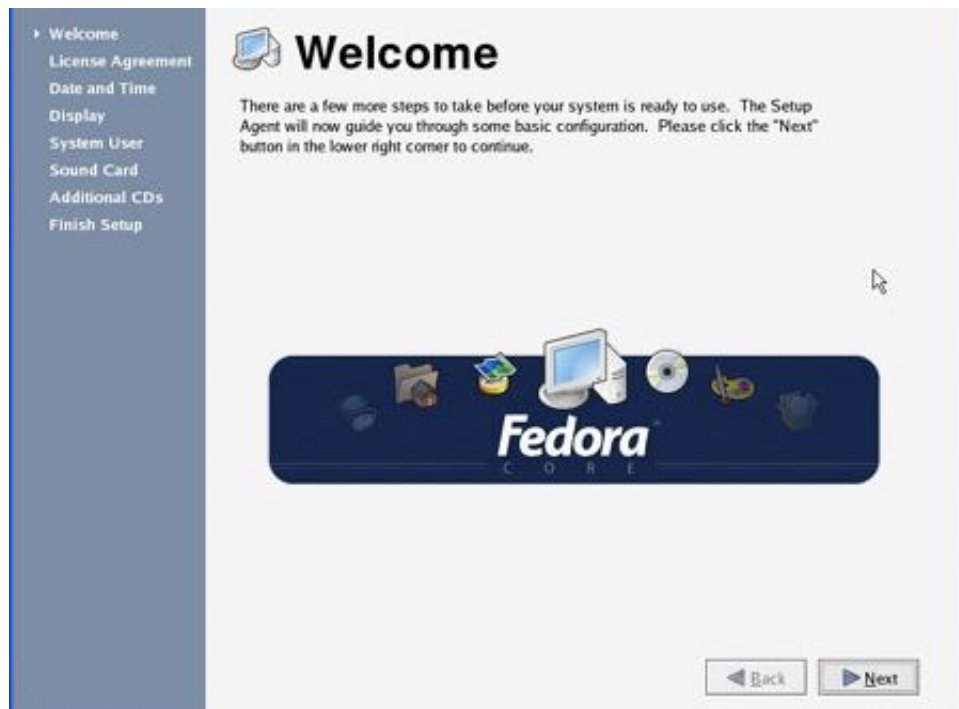 Welcome
License Agreement
Date and Time
Display
System User
Sound Card
Additional CDs
Finish Setup
Welcome
There are a few more steps to take before your system is ready to use. The Setup
Agent will now guide you through some basic configuration. Please click the "Next"
button in the lower right corner to continue.
Fedora™
CORE
Back
Next